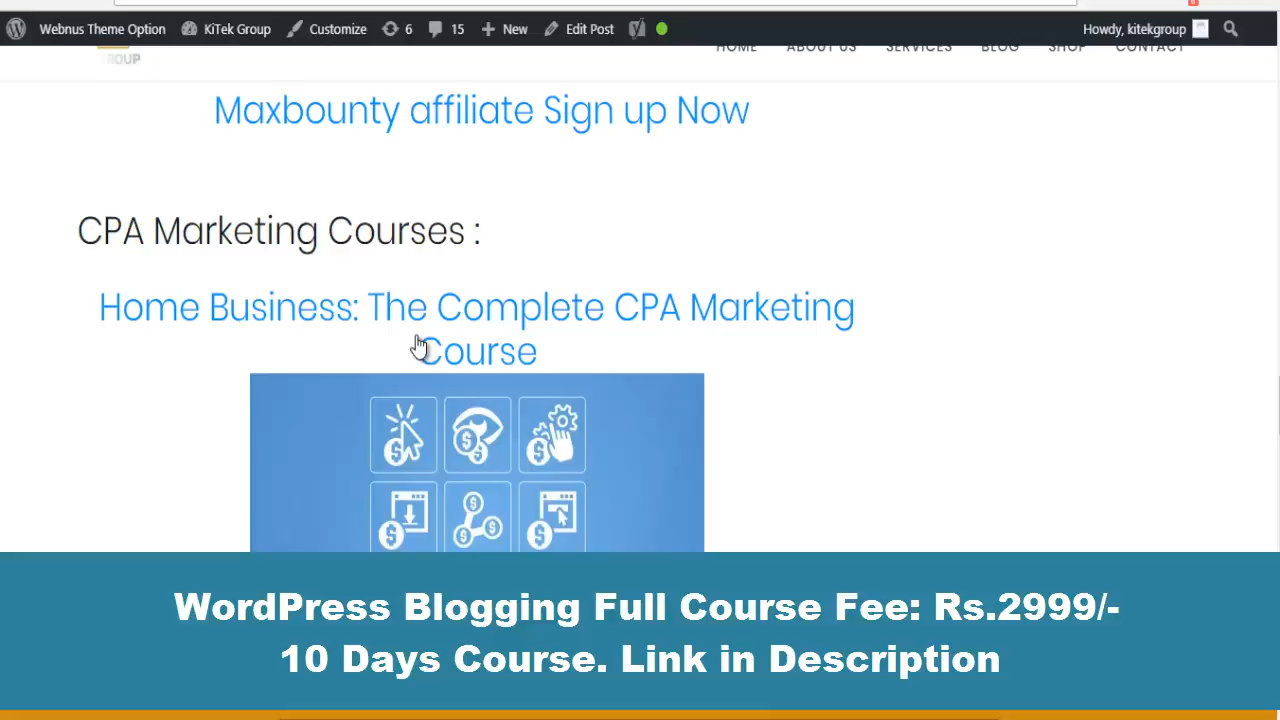 Webnus Theme Option KiTek Group Customize 6 15 New Edit Post Howdy, kitekgroup
HOME ABOUT US SERVICES BLOG SHOP CONTACT
GROUP
Maxbounty affiliate Sign up Now
CPA Marketing Courses :
Home Business: The Complete CPA Marketing
Course
WordPress Blogging Full Course Fee: Rs.2999/-
10 Days Course. Link in Description